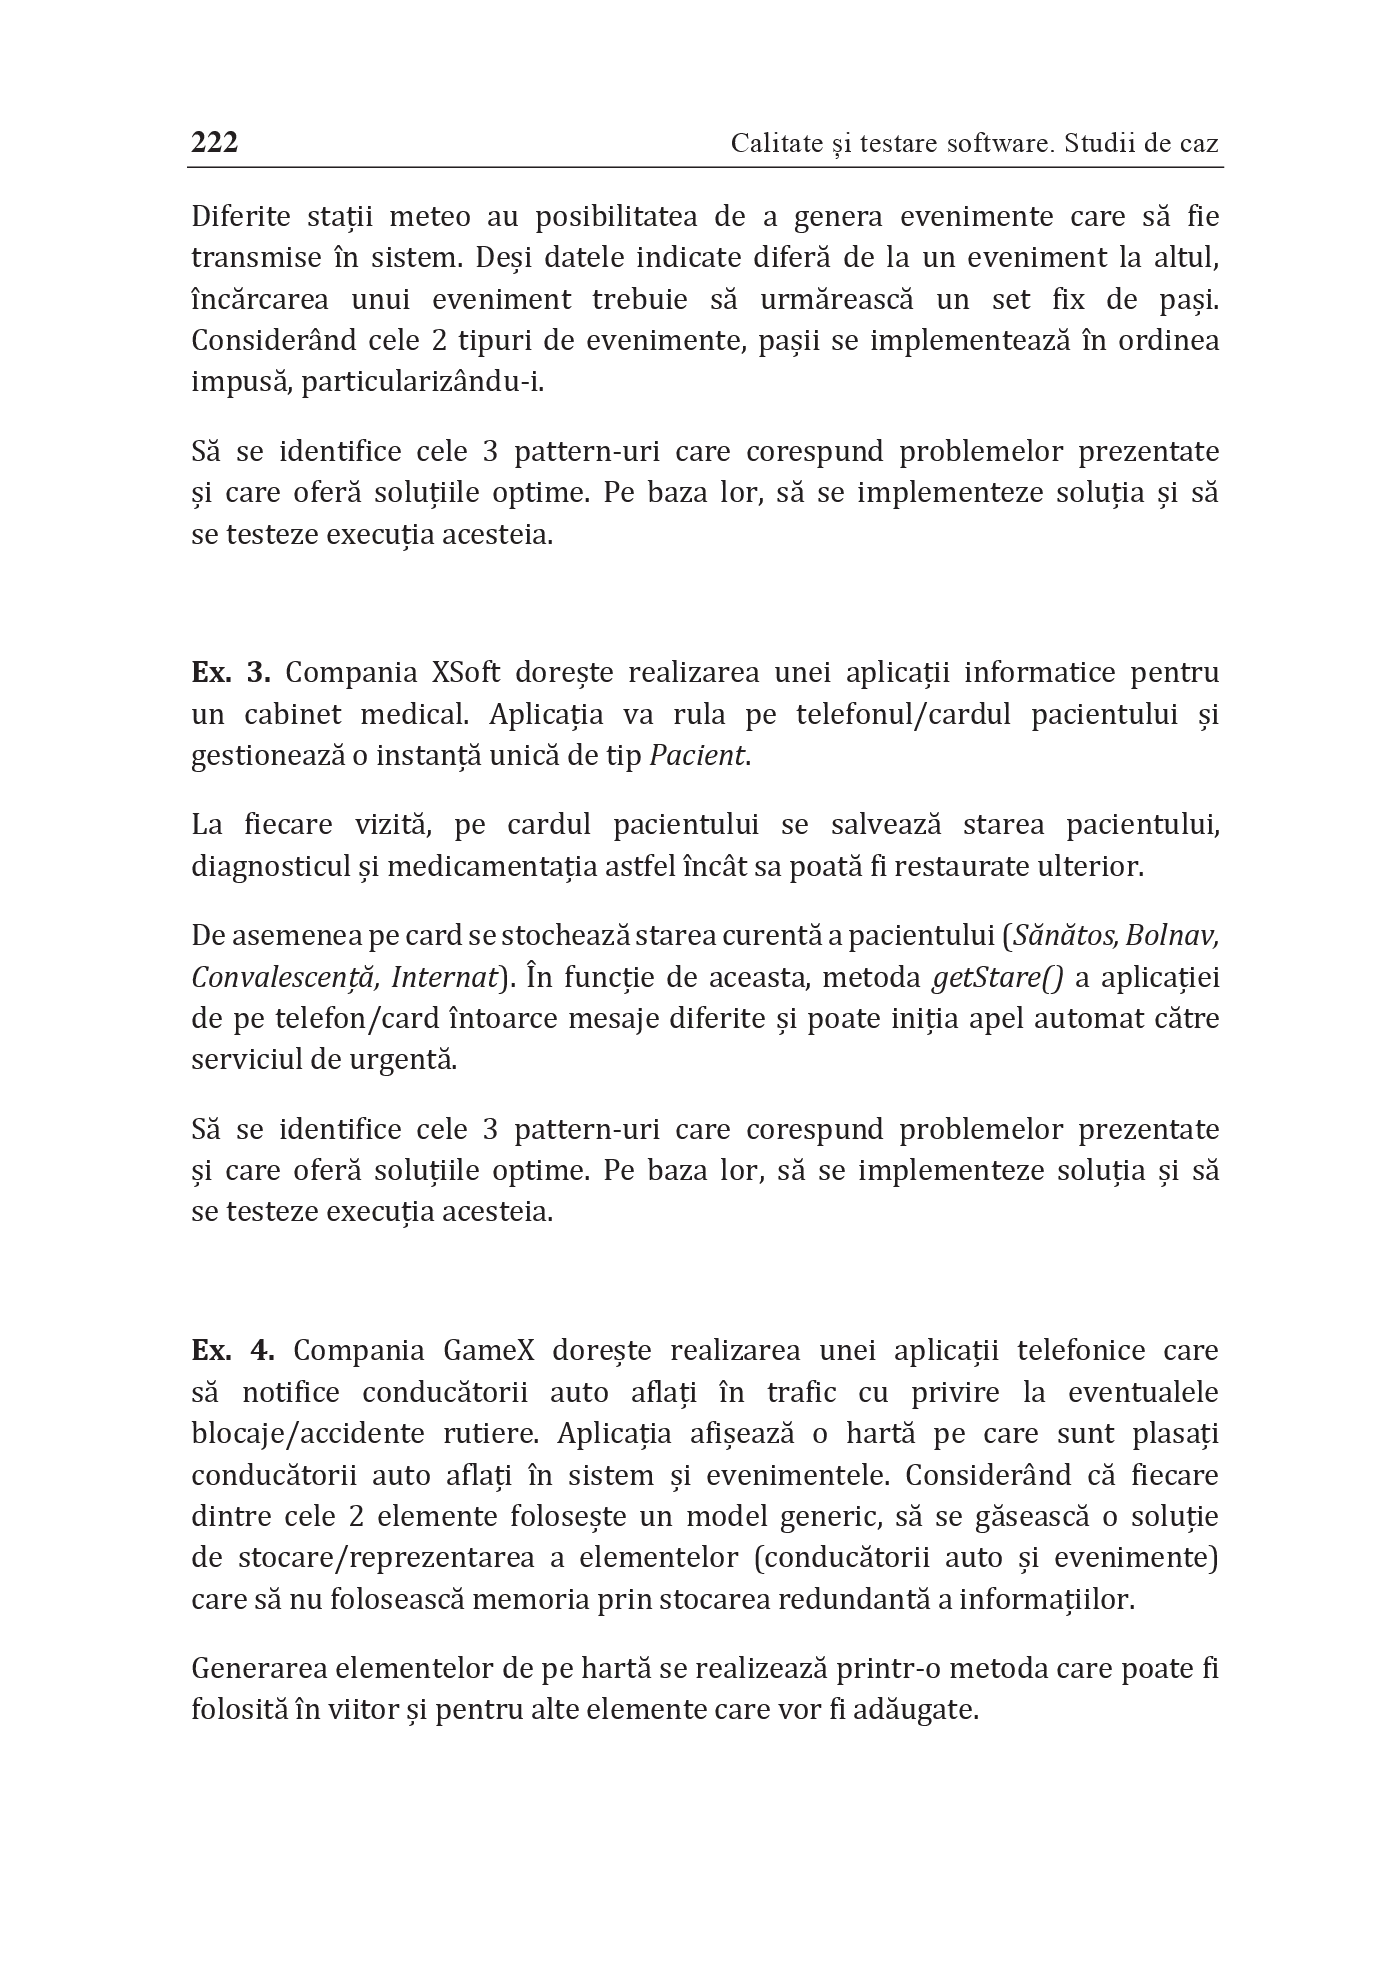 222 Calitate și testare software. Studii de caz
Diferite stații meteo au posibilitatea de a genera evenimente care să fie
transmise în sistem. Deși datele indicate diferă de la un eveniment la altul,
încărcarea unui eveniment trebuie să urmărească un set fix de pași.
Considerând cele 2 tipuri de evenimente, pașii se implementează în ordinea
impusă, particularizându-i.
Să se identifice cele 3 pattern-uri care corespund problemelor prezentate
și care oferă soluțiile optime. Pe baza lor, să se implementeze soluția și să
se testeze execuția acesteia.
Ex. 3. Compania XSoft dorește realizarea unei aplicații informatice pentru
un cabinet medical. Aplicația va rula pe telefonul/cardul pacientului și
gestionează o instanță unică de tip Pacient.
La fiecare vizită, pe cardul pacientului se salvează starea pacientului,
diagnosticul și medicamentația astfel încât sa poată fi restaurate ulterior.
De asemenea pe card se stochează starea curentă a pacientului (Sănătos, Bolnav,
Convalescență, Internat). În funcție de aceasta, metoda getStare() a aplicației
de pe telefon/card întoarce mesaje diferite și poate iniția apel automat către
serviciul de urgentă.
Să se identifice cele 3 pattern-uri care corespund problemelor prezentate
și care oferă soluțiile optime. Pe baza lor, să se implementeze soluția și să
se testeze execuția acesteia.
Ex. 4. Compania GameX dorește realizarea unei aplicații telefonice care
să notifice conducătorii auto aflați în trafic cu privire la eventualele
blocaje/accidente rutiere. Aplicația afișează o hartă pe care sunt plasați
conducătorii auto aflați în sistem și evenimentele. Considerând că fiecare
dintre cele 2 elemente folosește un model generic, să se găsească o soluție
de stocare/reprezentarea a elementelor (conducătorii auto și evenimente)
care să nu folosească memoria prin stocarea redundantă a informațiilor.
Generarea elementelor de pe hartă se realizează printr-o metoda care poate fi
folosită în viitor și pentru alte elemente care vor fi adăugate.